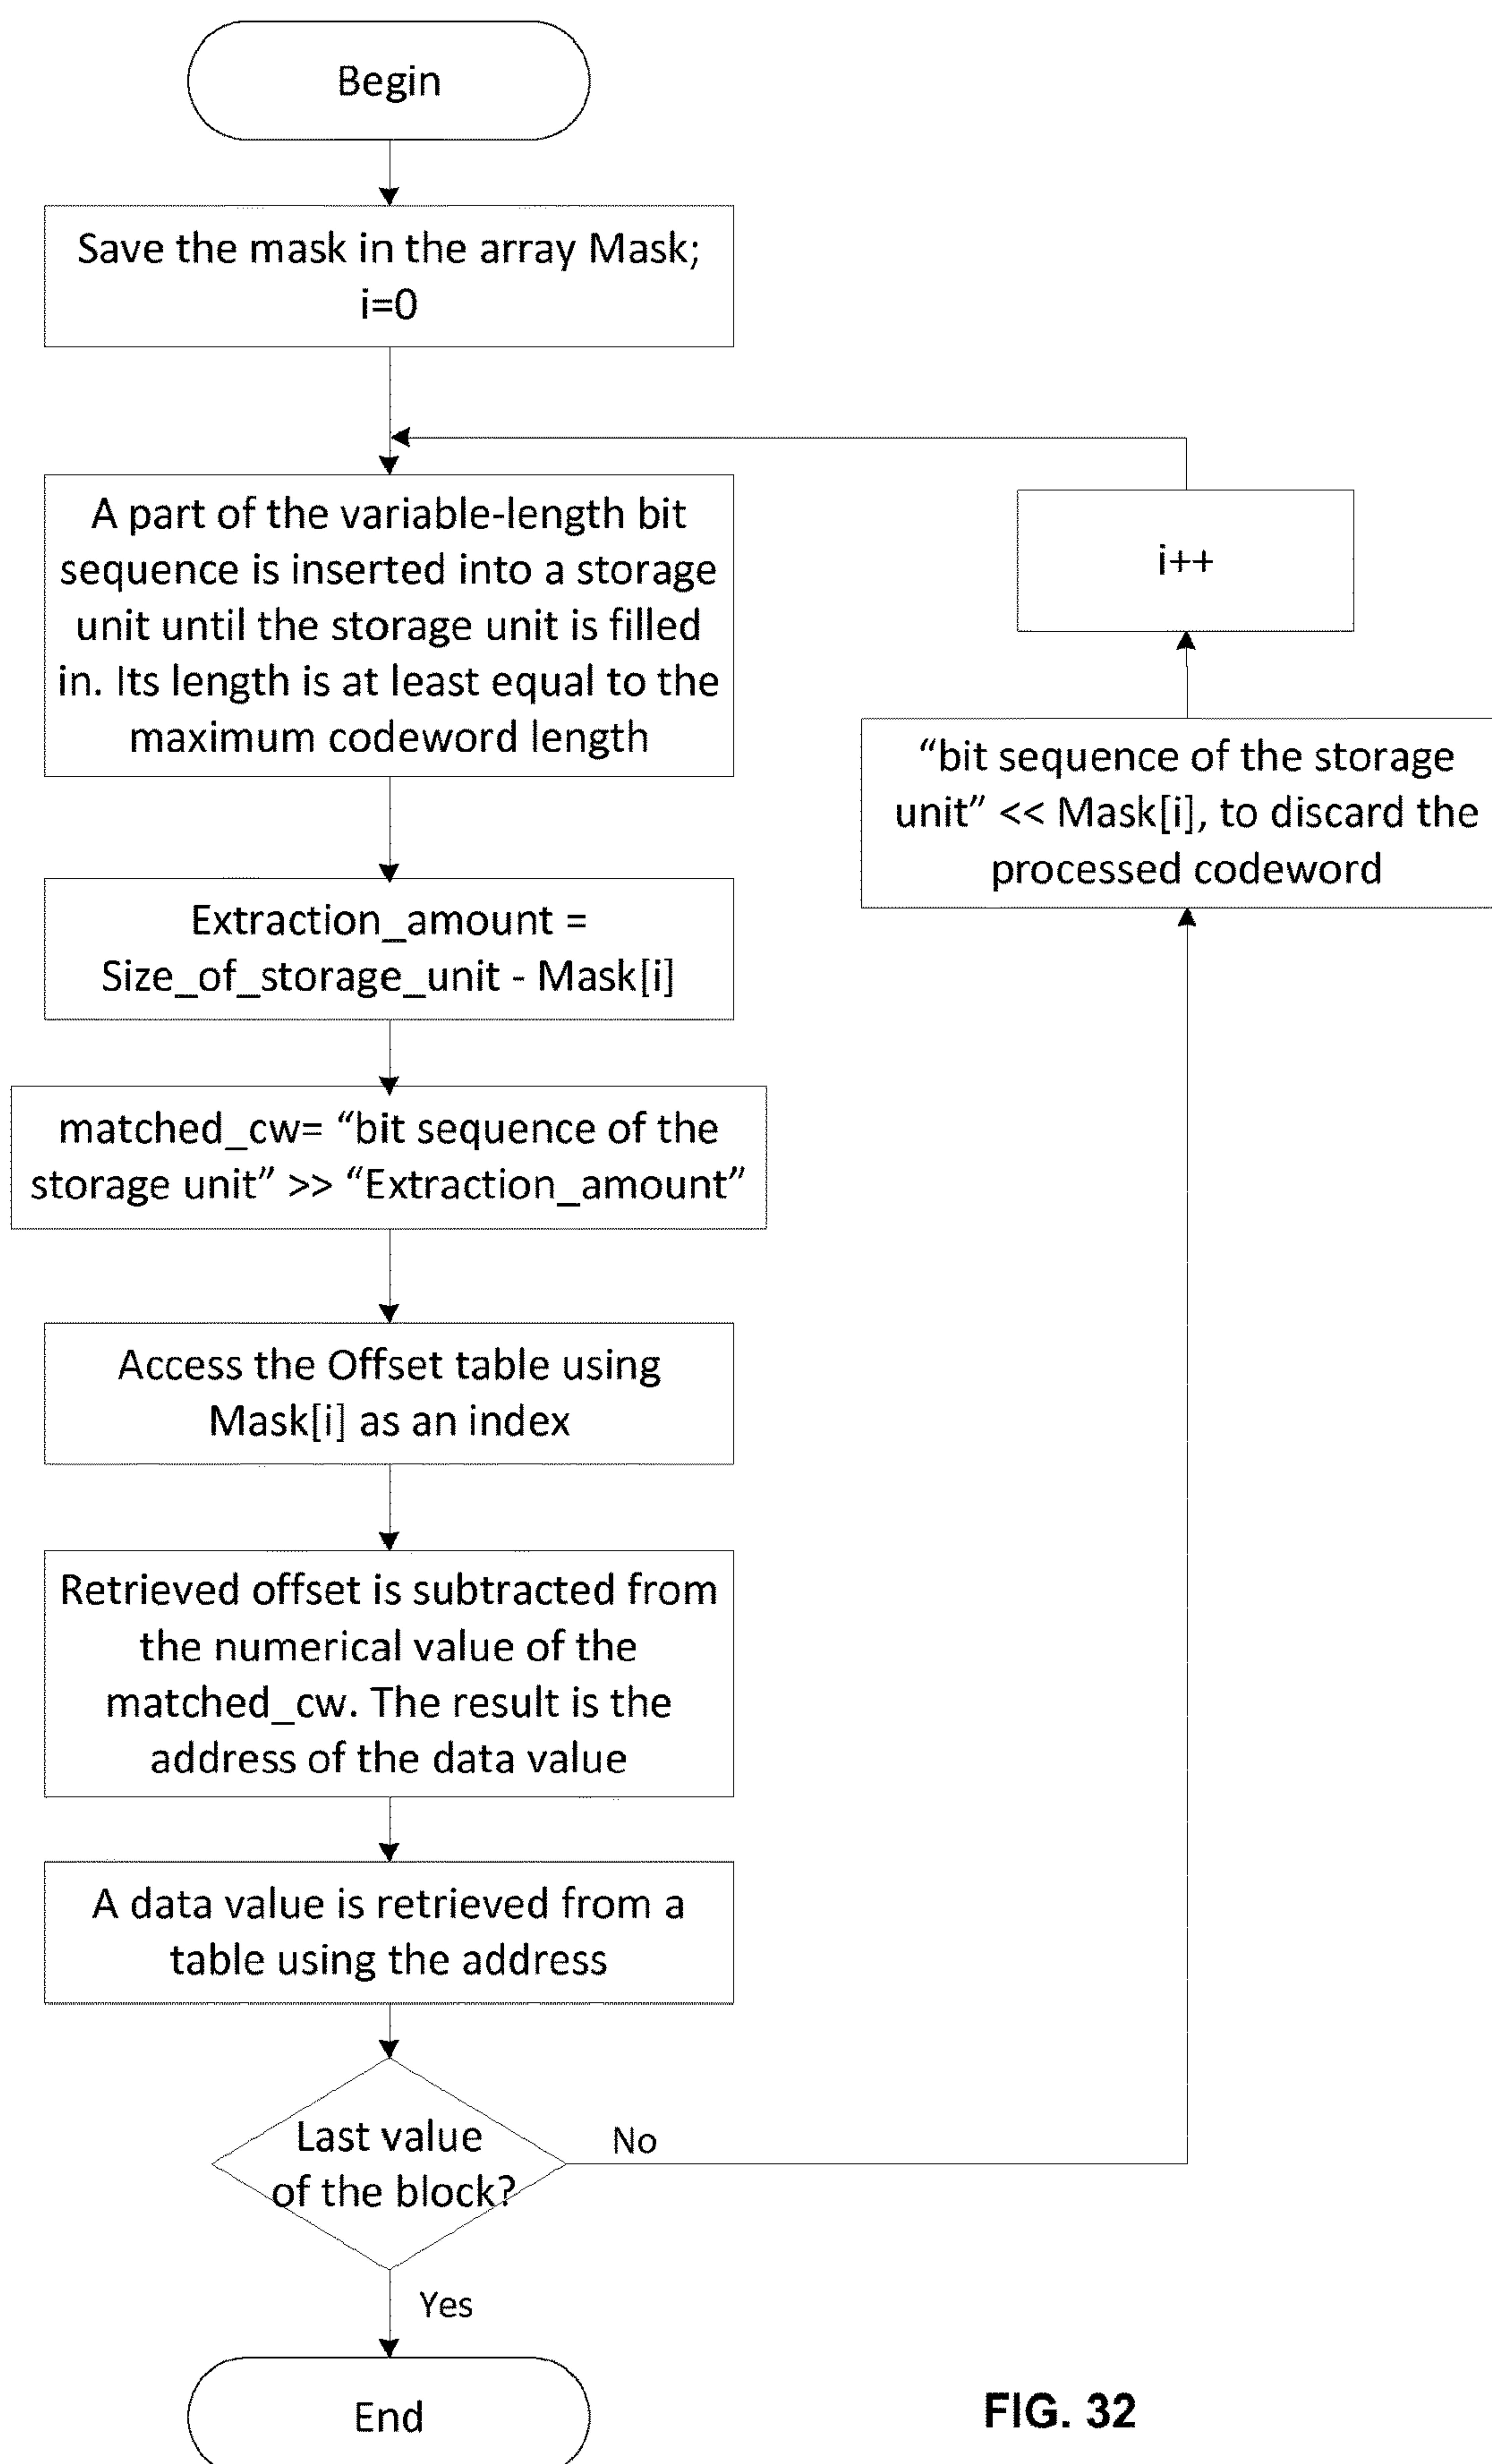 Begin
Save the mask in the array Mask;
i=0
A part of the variable-length bit
sequence is inserted into a storage
unit until the storage unit is filled
in. Its length is at least equal to the
maximum codeword length
Extraction_amount =
Size_of_storage_unit - Mask[i]
matched_cw= “bit sequence of the
storage unit” >> “Extraction_amount”
Access the Offset table using
Mask[i] as an index
Retrieved offset is subtracted from
the numerical value of the
matched_cw. The result is the
address of the data value
A data value is retrieved from a
table using the address
Last value
of the block?
No
Yes
End
i++
“bit sequence of the storage
unit” << Mask[i], to discard the
processed codeword
FIG. 32